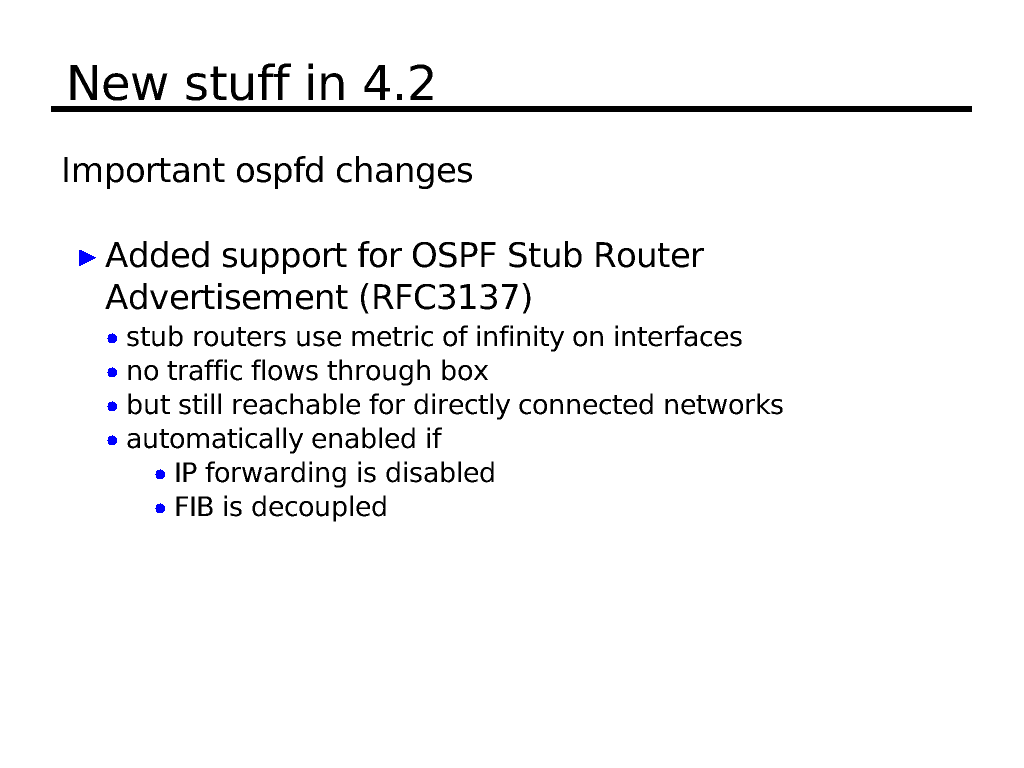 New stuff in 4.2
Important ospfd changes
Added support for OSPF Stub Router
Advertisement (RFC3137)
stub routers use metric of infinity on interfaces
no traffic flows through box
but still reachable for directly connected networks
automatically enabled if
IP forwarding is disabled
FIB is decoupled